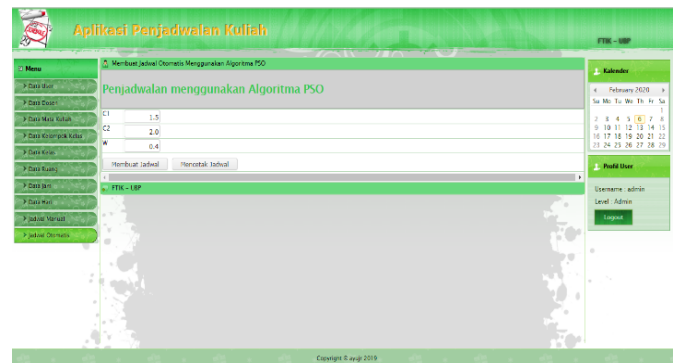 Aplikasi Penjadwalan Kuliah
FTIK - UBP
Menu
Data User
Data Dosen
Data Mata Kuliah
Data Kelompok Kelas
Data Kelas
Data Ruang
Data Jam
Data Hari
Jadwal Manual
Jadwal Otomatis
Membuat Jadwal Otomatis Menggunakan Algoritma PSO
Penjadwalan menggunakan Algoritma PSO
C1 1.5
C2 2.0
W 0.4
Membuat Jadwal Mencetak Jadwal
FTIK - UBP
Kalender
February 2020
Su Mo Tu We Th Fr Sa
1
2 3 4 5 6 7 8
9 10 11 12 13 14 15
16 17 18 19 20 21 22
23 24 25 26 27 28 29
Profil User
Username : admin
Level : Admin
Logout